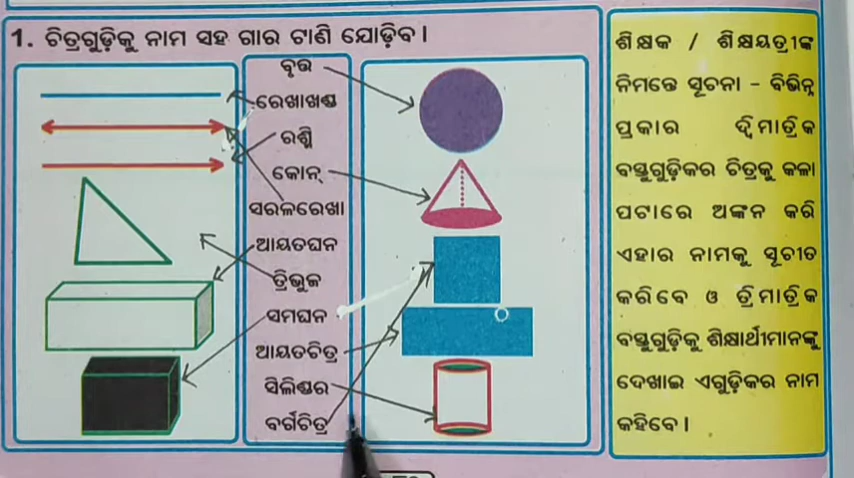 1. ଚିତ୍ରଗୁଡ଼ିକୁ ନାମ ସହ ଗାର ଟାଣି ଯୋଡ଼ିବ।
ବୃତ୍ତ
ରେଖାଖଣ୍ଡ
ରଶ୍ମି
କୋନ୍
ସରଳରେଖା
ଆୟତଘନ
ତ୍ରିଭୁଜ
ସମଘନ
ଆୟତଚିତ୍ର
ସିଲିଣ୍ଡର
ବର୍ଗଚିତ୍ର
ଶିକ୍ଷକ / ଶିକ୍ଷୟତ୍ରୀଙ୍କ
ନିମନ୍ତେ ସୂଚନା - ବିଭିନ୍ନ
ପ୍ରକାର ଦ୍ୱିମାତ୍ରିକ
ବସ୍ତୁଗୁଡ଼ିକର ଚିତ୍ରକୁ କଳା
ପଟାରେ ଅଙ୍କନ କରି
ଏହାର ନାମକୁ ସୂଚୀତ
କରିବେ ଓ ତ୍ରିମାତ୍ରିକ
ବସ୍ତୁଗୁଡ଼ିକୁ ଶିକ୍ଷାର୍ଥୀମାନଙ୍କୁ
ଦେଖାଇ ଏଗୁଡ଼ିକର ନାମ
କହିବେ।